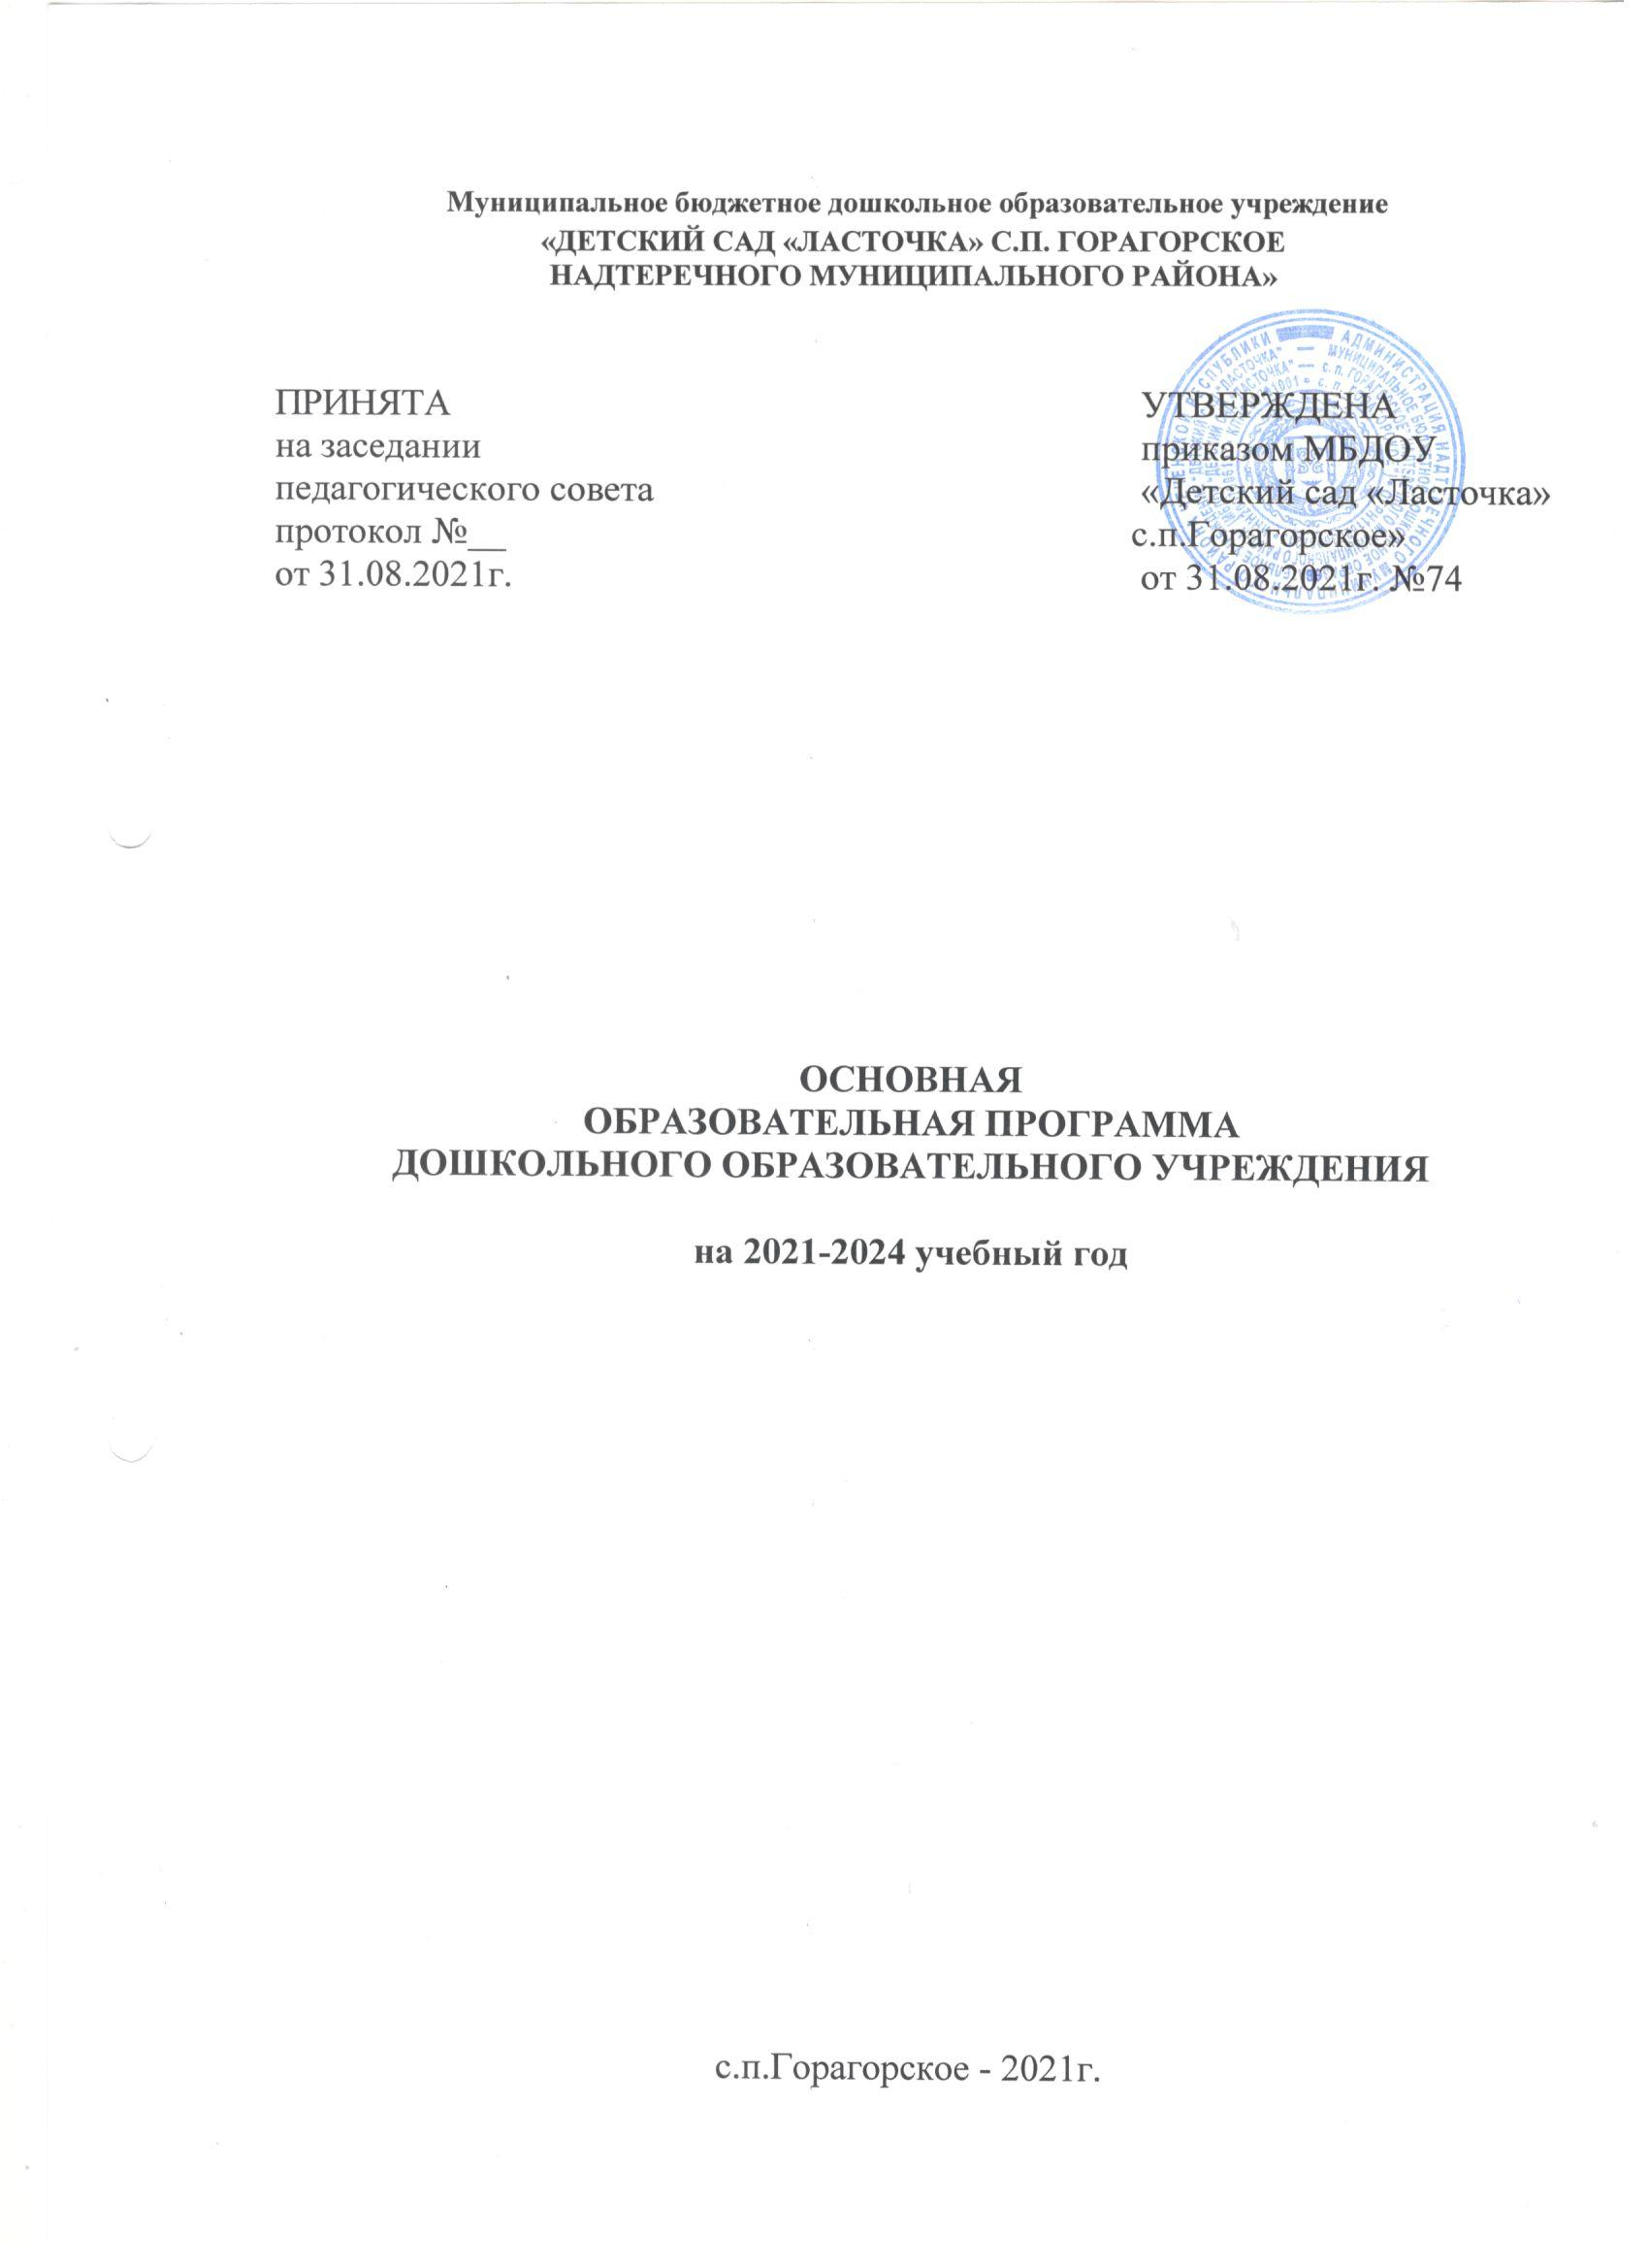 Муниципальное бюджетное дошкольное образовательное учреждение
«ДЕТСКИЙ САД «ЛАСТОЧКА» С.П. ГОРАГОРСКОЕ
НАДТЕРЕЧНОГО МУНИЦИПАЛЬНОГО РАЙОНА»
ПРИНЯТА
на заседании
педагогического совета
протокол №__
от 31.08.2021г.
УТВЕРЖДЕНА
приказом МБДОУ
«Детский сад «Ласточка»
с.п.Горагорское»
от 31.08.2021г. №74
ОСНОВНАЯ
ОБРАЗОВАТЕЛЬНАЯ ПРОГРАММА
ДОШКОЛЬНОГО ОБРАЗОВАТЕЛЬНОГО УЧРЕЖДЕНИЯ
на 2021-2024 учебный год
с.п.Горагорское - 2021г.